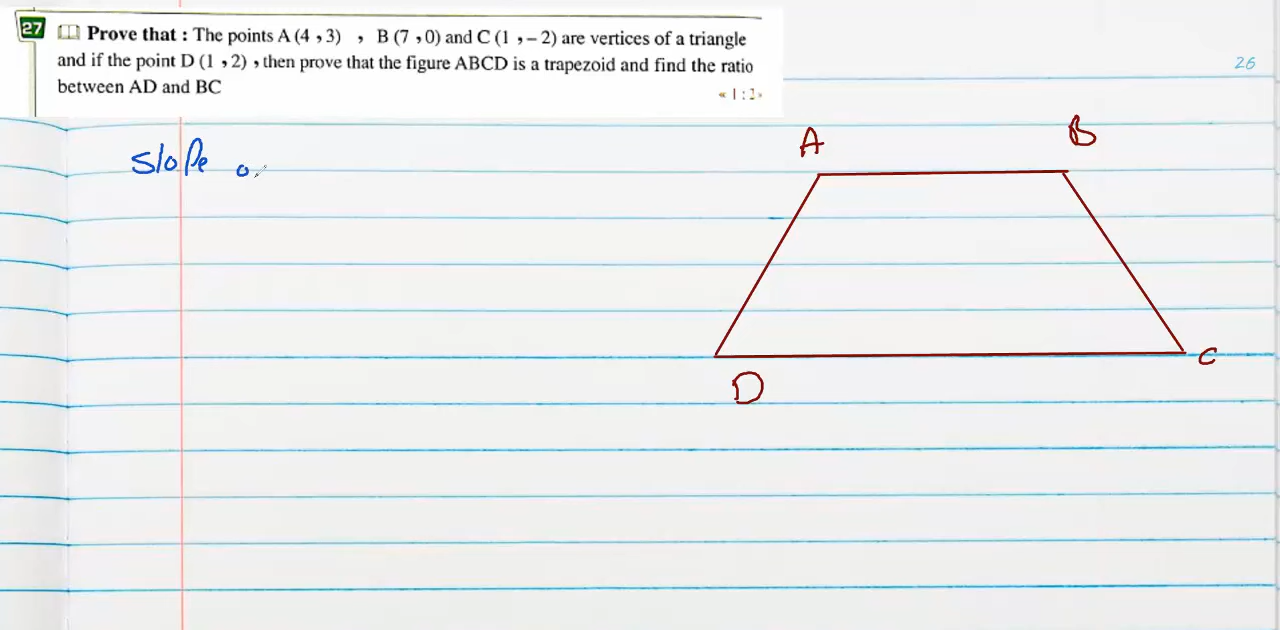 27 Prove that : The points A (4 , 3) , B (7 , 0) and C (1 , – 2) are vertices of a triangle
and if the point D (1 , 2) , then prove that the figure ABCD is a trapezoid and find the ratio
between AD and BC
« 1 : 2 »
26
A B
slope o
D C